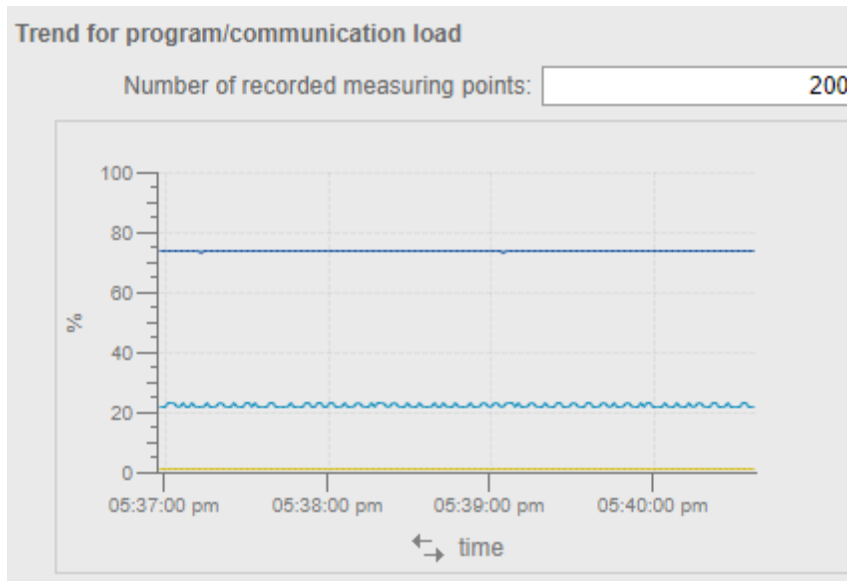 Trend for program/communication load
Number of recorded measuring points: 200
100
80
60
%
40
20
0
05:37:00 pm 05:38:00 pm 05:39:00 pm 05:40:00 pm
time